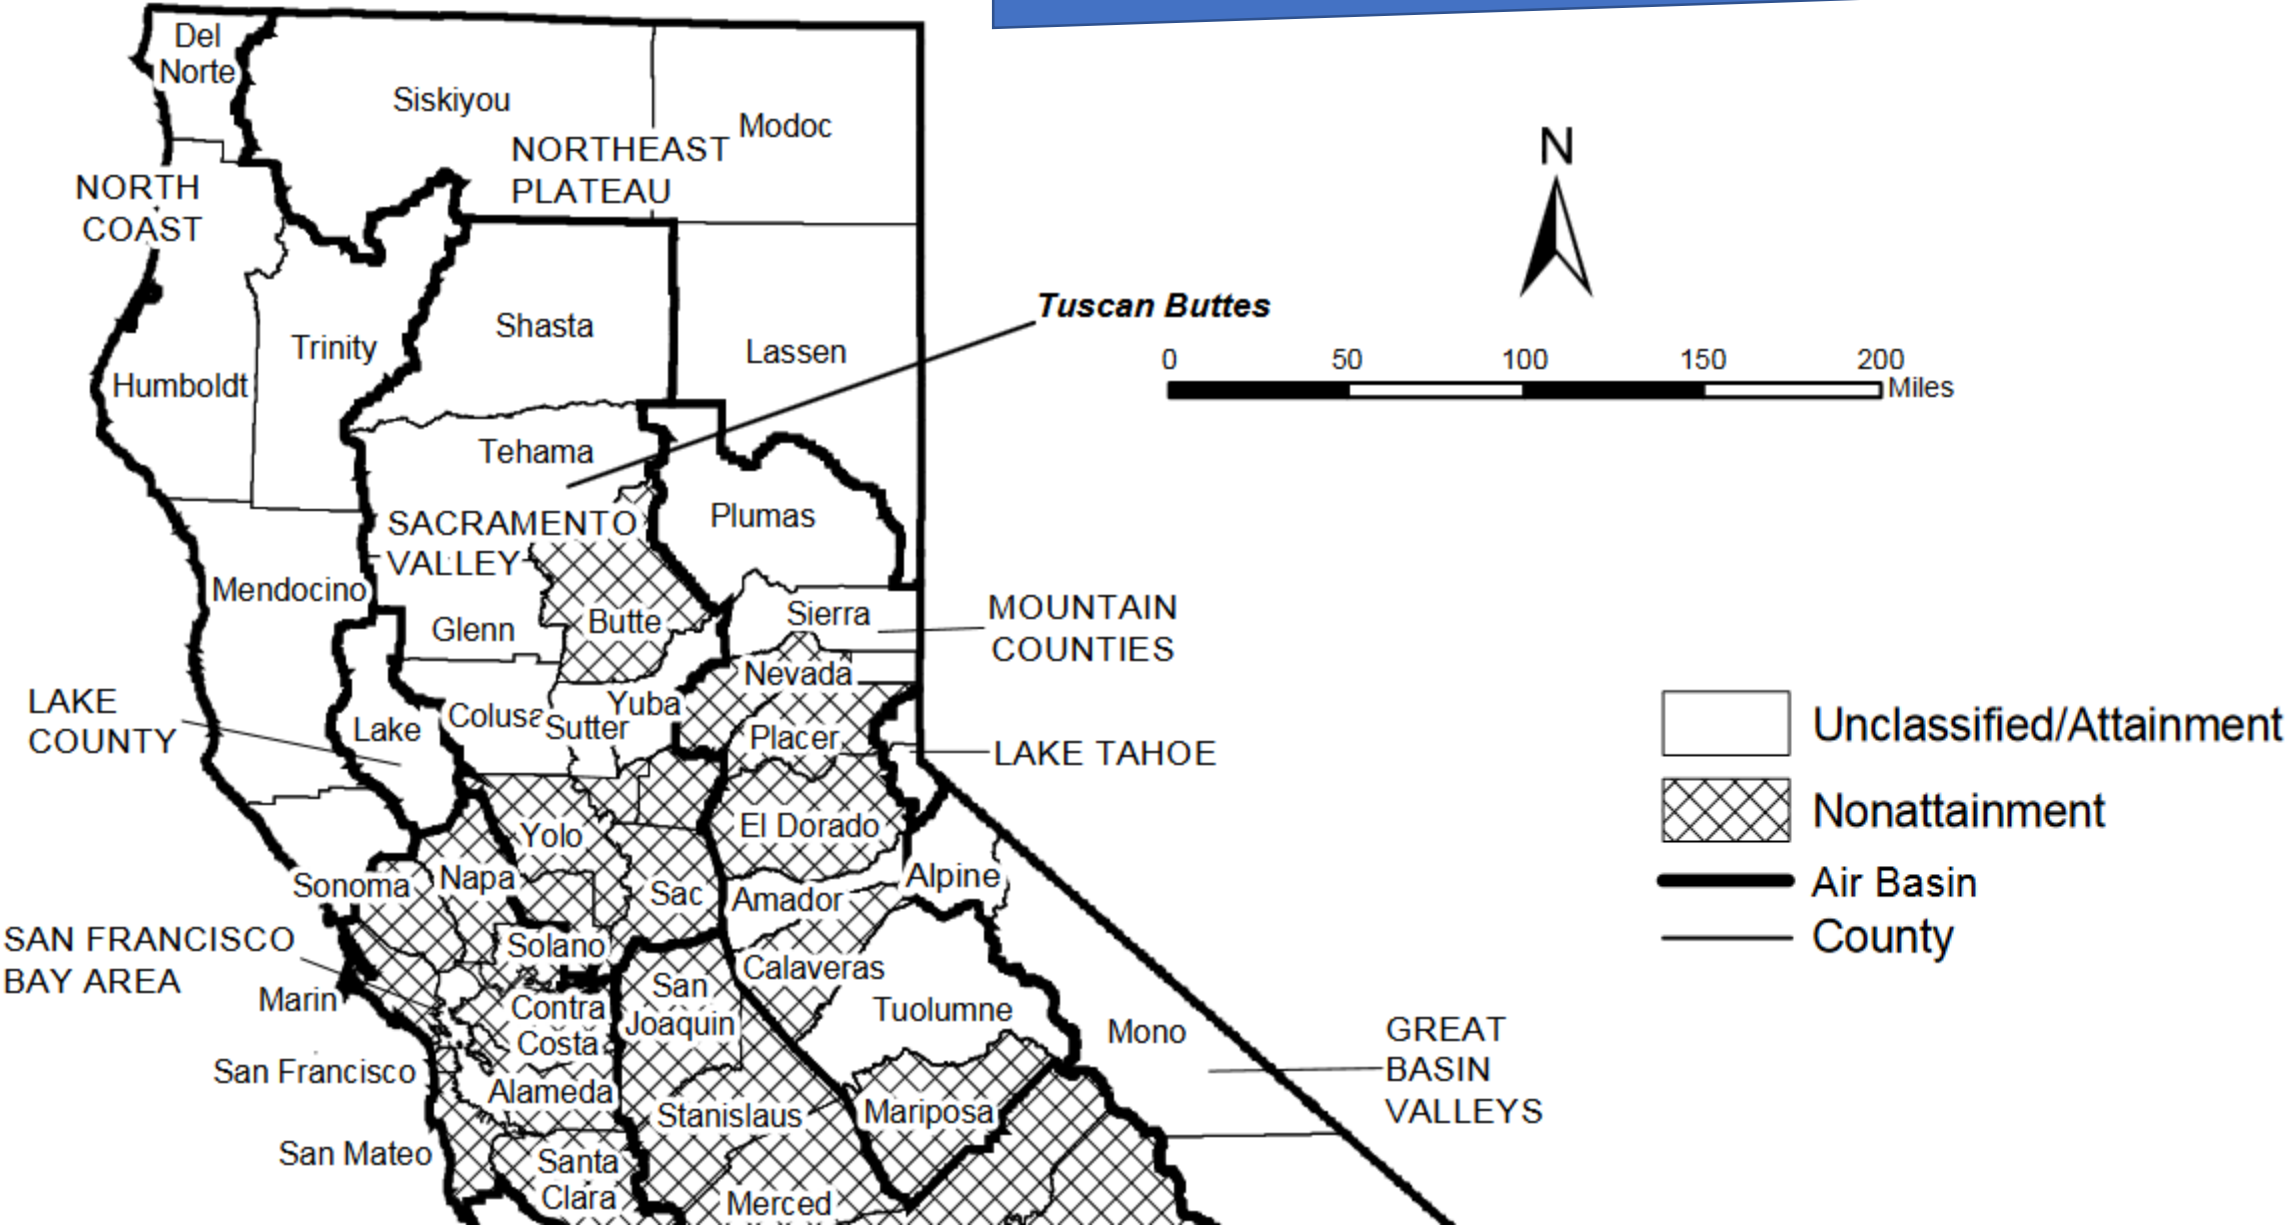 Del
Norte
Siskiyou
Modoc
NORTHEAST
PLATEAU
N
NORTH
COAST
Tuscan Buttes
Shasta
Trinity
Lassen
0 50 100 150 200
Miles
Humboldt
Tehama
Plumas
SACRAMENTO
VALLEY
Mendocino
Glenn
Butte
Sierra
MOUNTAIN
COUNTIES
Nevada
LAKE
COUNTY
Lake
Colusa
Sutter
Yuba
Placer
LAKE TAHOE
Unclassified/Attainment
Nonattainment
Air Basin
County
Yolo
El Dorado
Sonoma
Napa
Sac
Amador
Alpine
SAN FRANCISCO
BAY AREA
Solano
Marin
Contra
Costa
San
Joaquin
Calaveras
Tuolumne
Mono
GREAT
BASIN
VALLEYS
San Francisco
Alameda
Stanislaus
Mariposa
San Mateo
Santa
Clara
Merced